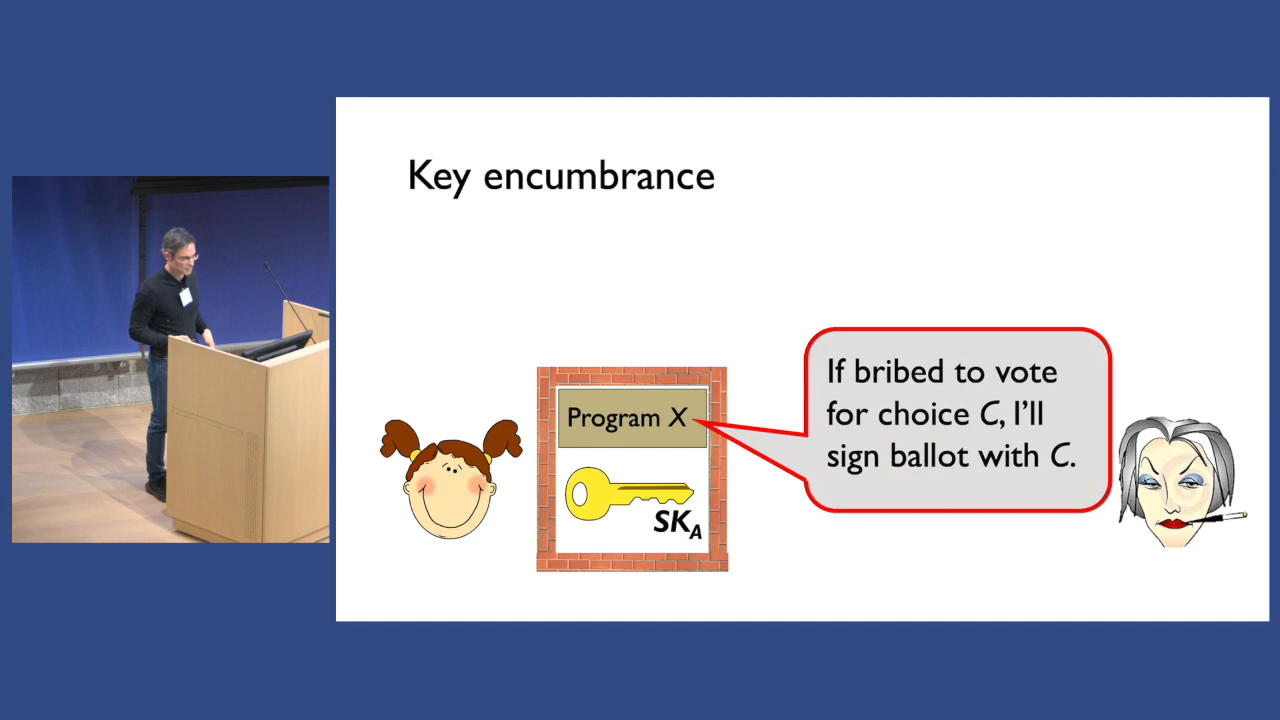 Key encumbrance
Program X
SK_A
If bribed to vote
for choice C, I'll
sign ballot with C.